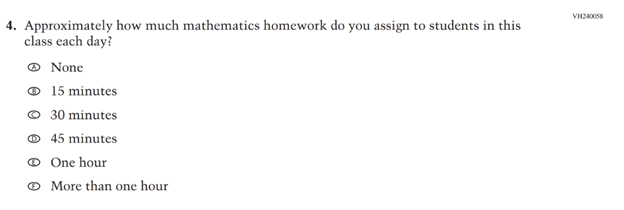 VH240058
4. Approximately how much mathematics homework do you assign to students in this
class each day?
Ⓐ None
Ⓑ 15 minutes
Ⓒ 30 minutes
Ⓓ 45 minutes
Ⓔ One hour
Ⓕ More than one hour